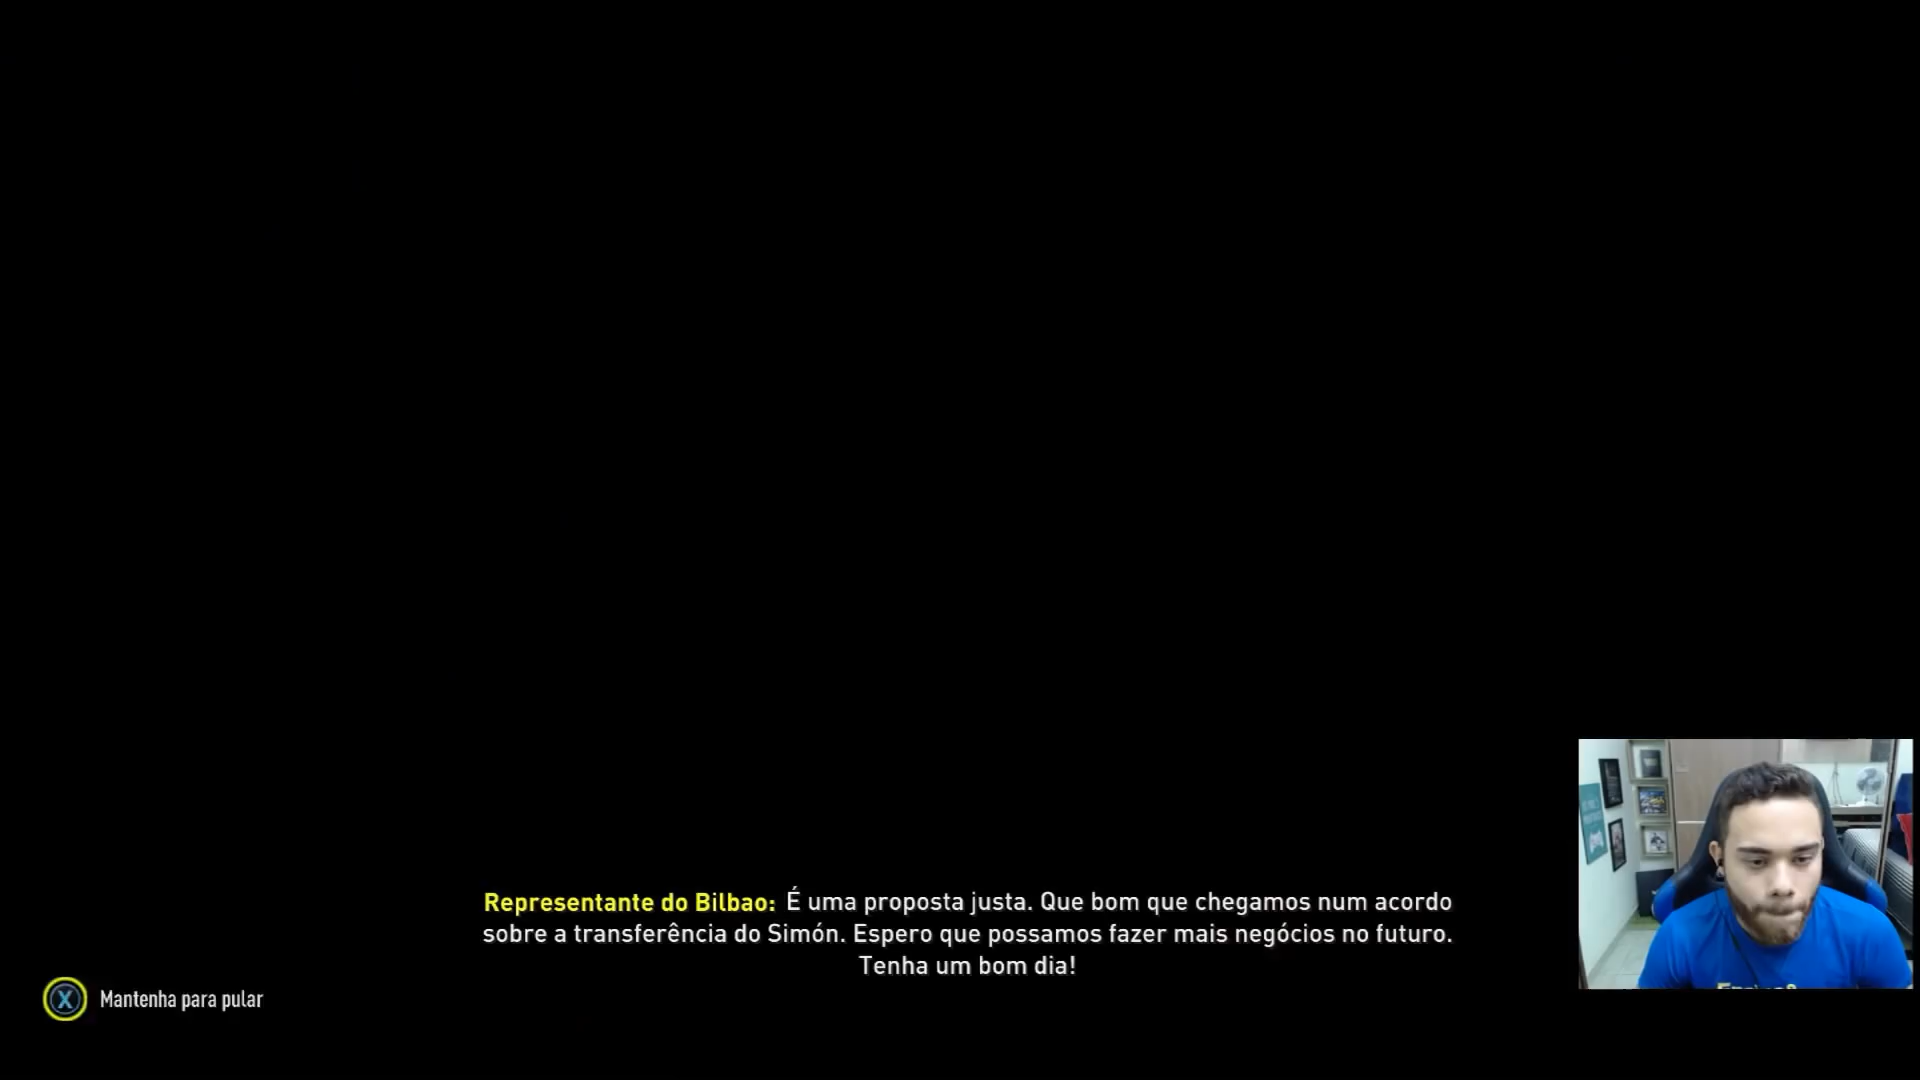 Representante do Bilbao: É uma proposta justa. Que bom que chegamos num acordo
sobre a transferência do Simón. Espero que possamos fazer mais negócios no futuro.
Tenha um bom dia!
X Mantenha para pular